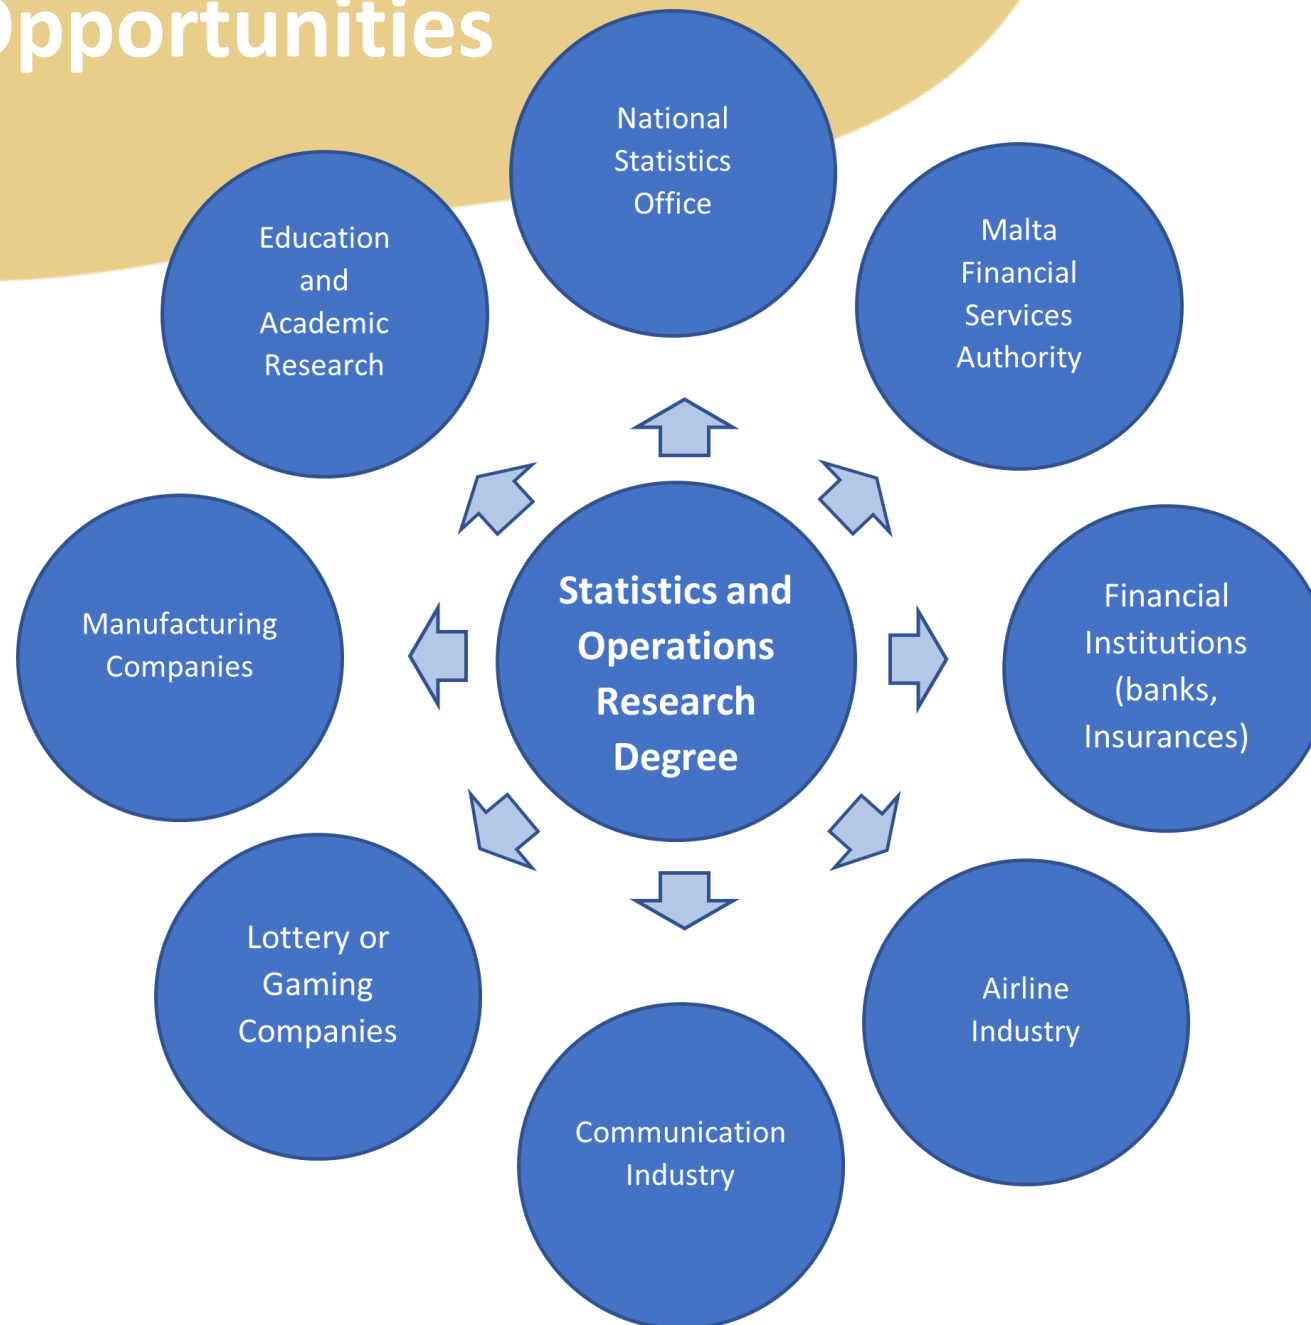 Opportunities
National
Statistics
Office
Malta
Financial
Services
Authority
Financial
Institutions
(banks,
Insurances)
Airline
Industry
Communication
Industry
Lottery or
Gaming
Companies
Manufacturing
Companies
Education
and
Academic
Research
Statistics and
Operations
Research
Degree